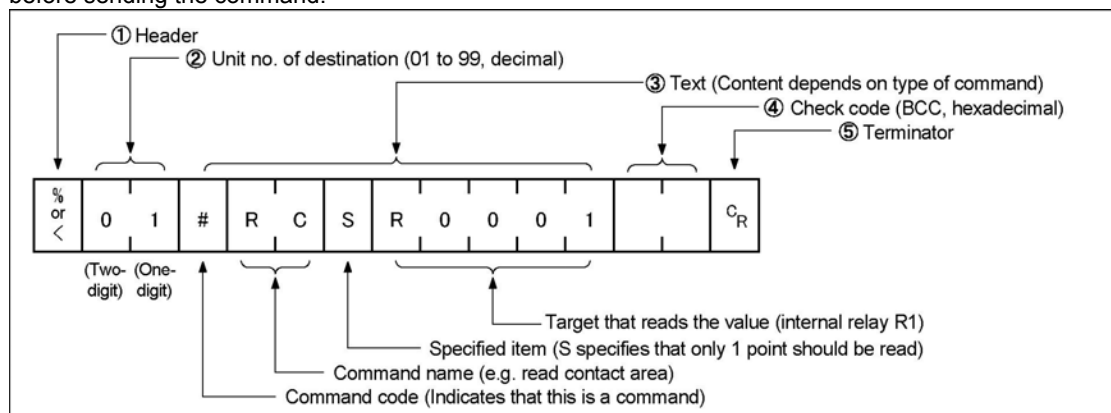 before sending the command.
① Header
② Unit no. of destination (01 to 99, decimal)
③ Text (Content depends on type of command)
④ Check code (BCC, hexadecimal)
⑤ Terminator
% or < 0 1 # R C S R 0 0 0 1 CR
(Two-digit) (One-digit)
Target that reads the value (internal relay R1)
Specified item (S specifies that only 1 point should be read)
Command name (e.g. read contact area)
Command code (Indicates that this is a command)